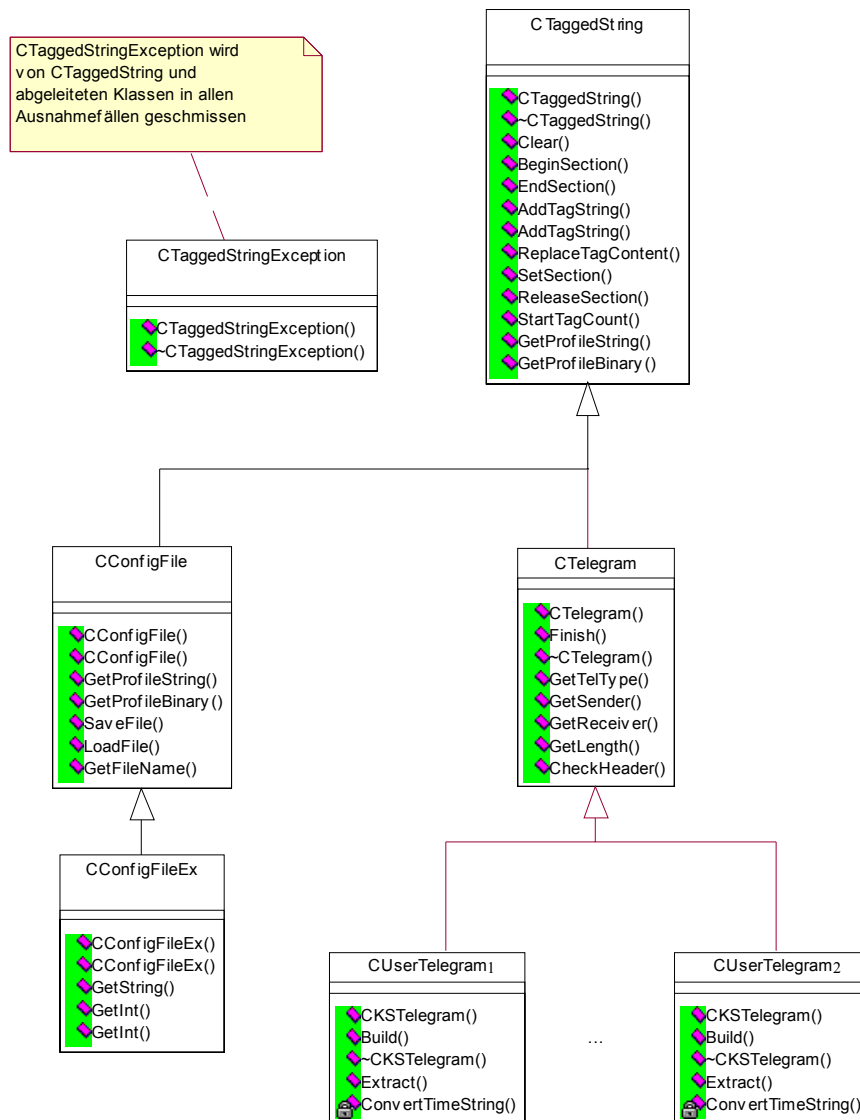 CTaggedStringException wird
von CTaggedString und
abgeleiteten Klassen in allen
Ausnahmefällen geschmissen
CTaggedString
CTaggedString()
~CTaggedString()
Clear()
BeginSection()
EndSection()
AddTagString()
AddTagString()
ReplaceTagContent()
SetSection()
ReleaseSection()
StartTagCount()
GetProfileString()
GetProfileBinary()
CTaggedStringException
CTaggedStringException()
~CTaggedStringException()
CConfigFile
CConfigFile()
CConfigFile()
GetProfileString()
GetProfileBinary()
SaveFile()
LoadFile()
GetFileName()
CTelegram
CTelegram()
Finish()
~CTelegram()
GetTelType()
GetSender()
GetReceiver()
GetLength()
CheckHeader()
CConfigFileEx
CConfigFileEx()
CConfigFileEx()
GetString()
GetInt()
GetInt()
CUserTelegram1
CKSTelegram()
Build()
~CKSTelegram()
Extract()
ConvertTimeString()
...
CUserTelegram2
CKSTelegram()
Build()
~CKSTelegram()
Extract()
ConvertTimeString()